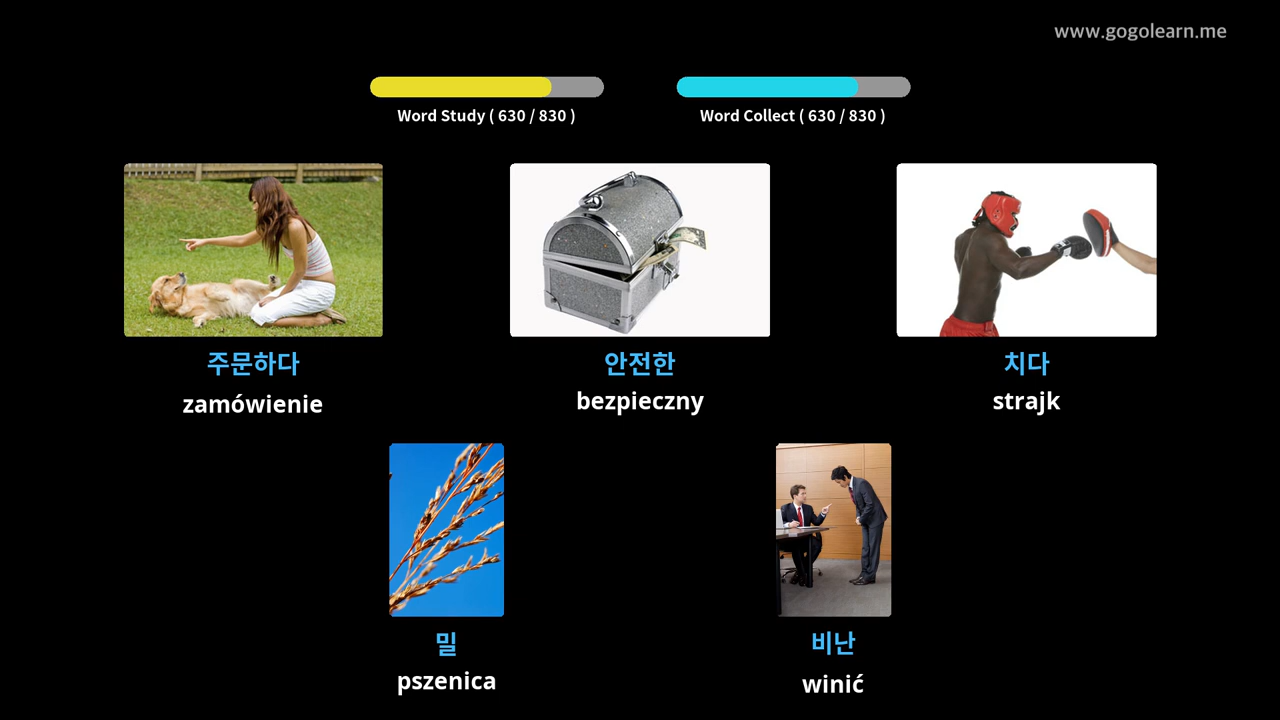 www.gogolearn.me
Word Study ( 630 / 830 )
Word Collect ( 630 / 830 )
주문하다
zamówienie
안전한
bezpieczny
치다
strajk
밀
pszenica
비난
winić